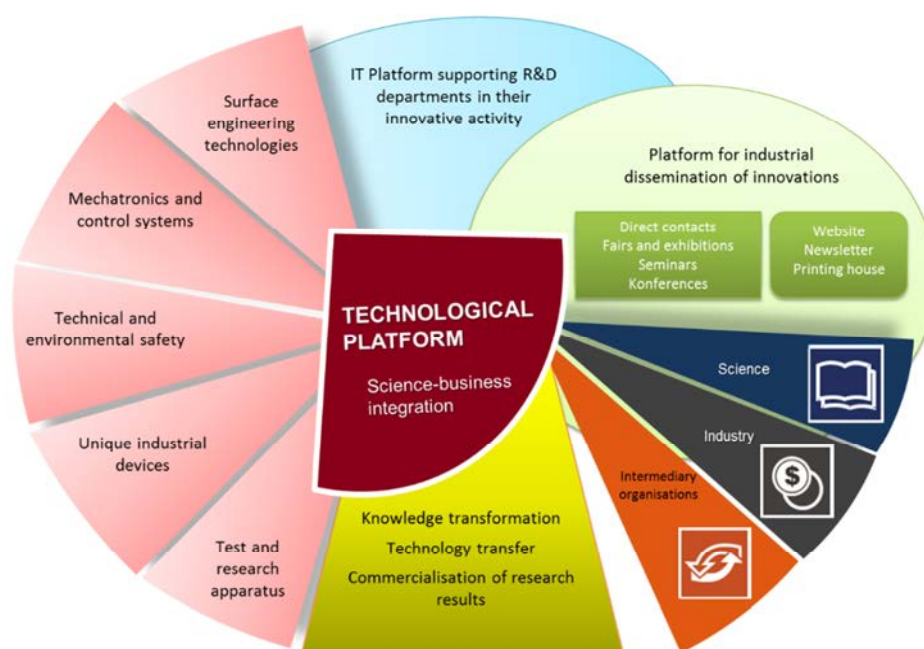 Surface
engineering
technologies
Mechatronics and
control systems
Technical and
environmental safety
Unique industrial
devices
Test and
research
apparatus
IT Platform supporting R&D
departments in their
innovative activity
Platform for industrial
dissemination of innovations
Direct contacts
Fairs and exhibitions
Seminars
Konferences
Website
Newsletter
Printing house
TECHNOLOGICAL
PLATFORM
Science-business
integration
Science
Industry
$
Intermediary
organisations
Knowledge transformation
Technology transfer
Commercialisation of research
results